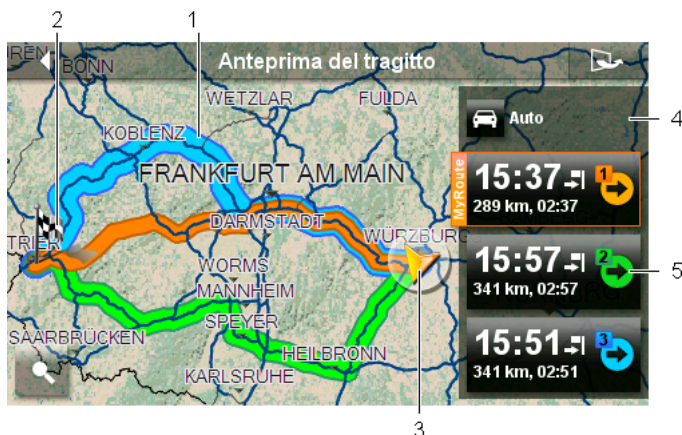 2
1
Anteprima del tragitto
BONN
WETZLAR
FULDA
KOBLENZ
Auto
4
FRANKFURT AM MAIN
MyRoute
15:37
1
289 km, 02:37
DARMSTADT
WÜRZBURG
TRIER
WORMS
15:57
2
341 km, 02:57
5
MANNHEIM
SPEYER
SAARBRÜCKEN
HEILBRONN
KARLSRUHE
15:51
3
341 km, 02:51
3